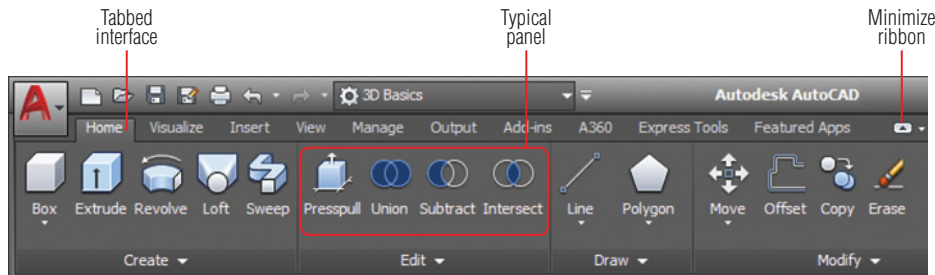 Tabbed interface
Typical panel
Minimize ribbon
3D Basics
Autodesk AutoCAD
Home Visualize Insert View Manage Output Add-ins A360 Express Tools Featured Apps
Box Extrude Revolve Loft Sweep Presspull Union Subtract Intersect Line Polygon Move Offset Copy Erase
Create Edit Draw Modify